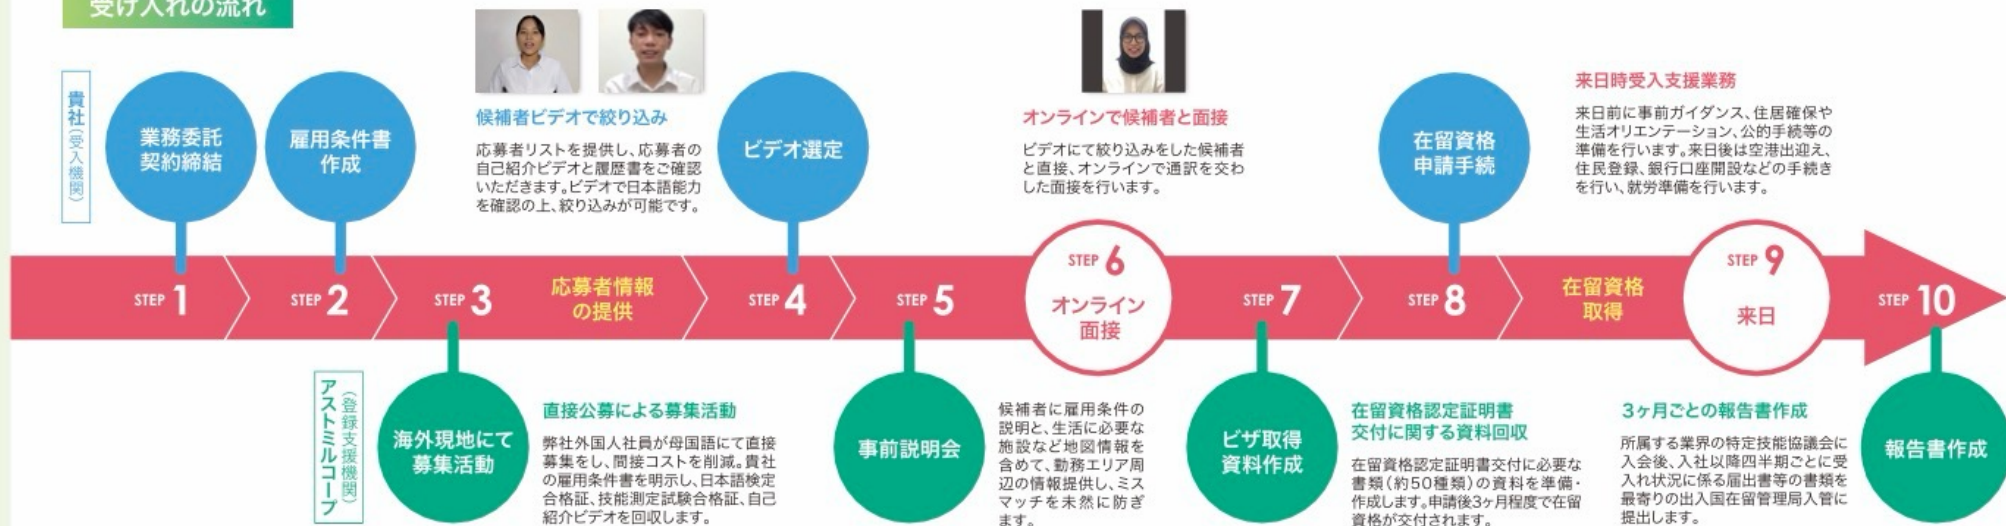 受け入れの流れ
貴社(受入機関)
業務委託
契約締結
雇用条件書
作成
候補者ビデオで絞り込み
応募者リストを提供し、応募者の
自己紹介ビデオと履歴書をご確認
いただきます。ビデオで日本語能力
を確認の上、絞り込みが可能です。
ビデオ選定
オンラインで候補者と面接
ビデオにて絞り込みをした候補者
と直接、オンラインで通訳を交わ
した面接を行います。
在留資格
申請手続
来日時受入支援業務
来日前に事前ガイダンス、住居確保や
生活オリエンテーション、公的手続等の
準備を行います。来日後は空港出迎え、
住民登録、銀行口座開設などの手続き
を行い、就労準備を行います。
STEP 1
STEP 2
STEP 3
応募者情報
の提供
STEP 4
STEP 5
STEP 6
オンライン
面接
STEP 7
STEP 8
在留資格
取得
STEP 9
来日
STEP 10
(登録支援機関)
アストミルコープ
海外現地にて
募集活動
直接公募による募集活動
弊社外国人社員が母国語にて直接
募集をし、間接コストを削減。貴社
の雇用条件書を明示し、日本語検定
合格証、技能測定試験合格証、自己
紹介ビデオを回収します。
事前説明会
候補者に雇用条件の
説明と、生活に必要な
施設など地図情報を
含めて、勤務エリア周
辺の情報提供し、ミス
マッチを未然に防ぎ
ます。
ビザ取得
資料作成
在留資格認定証明書
交付に関する資料回収
在留資格認定証明書交付に必要な
書類(約50種類)の資料を準備・
作成します。申請後3ヶ月程度で在留
資格が交付されます。
3ヶ月ごとの報告書作成
所属する業界の特定技能協議会に
入会後、入社以降四半期ごとに受
入れ状況に係る届出書等の書類を
最寄りの出入国在留管理局入管に
提出します。
報告書作成